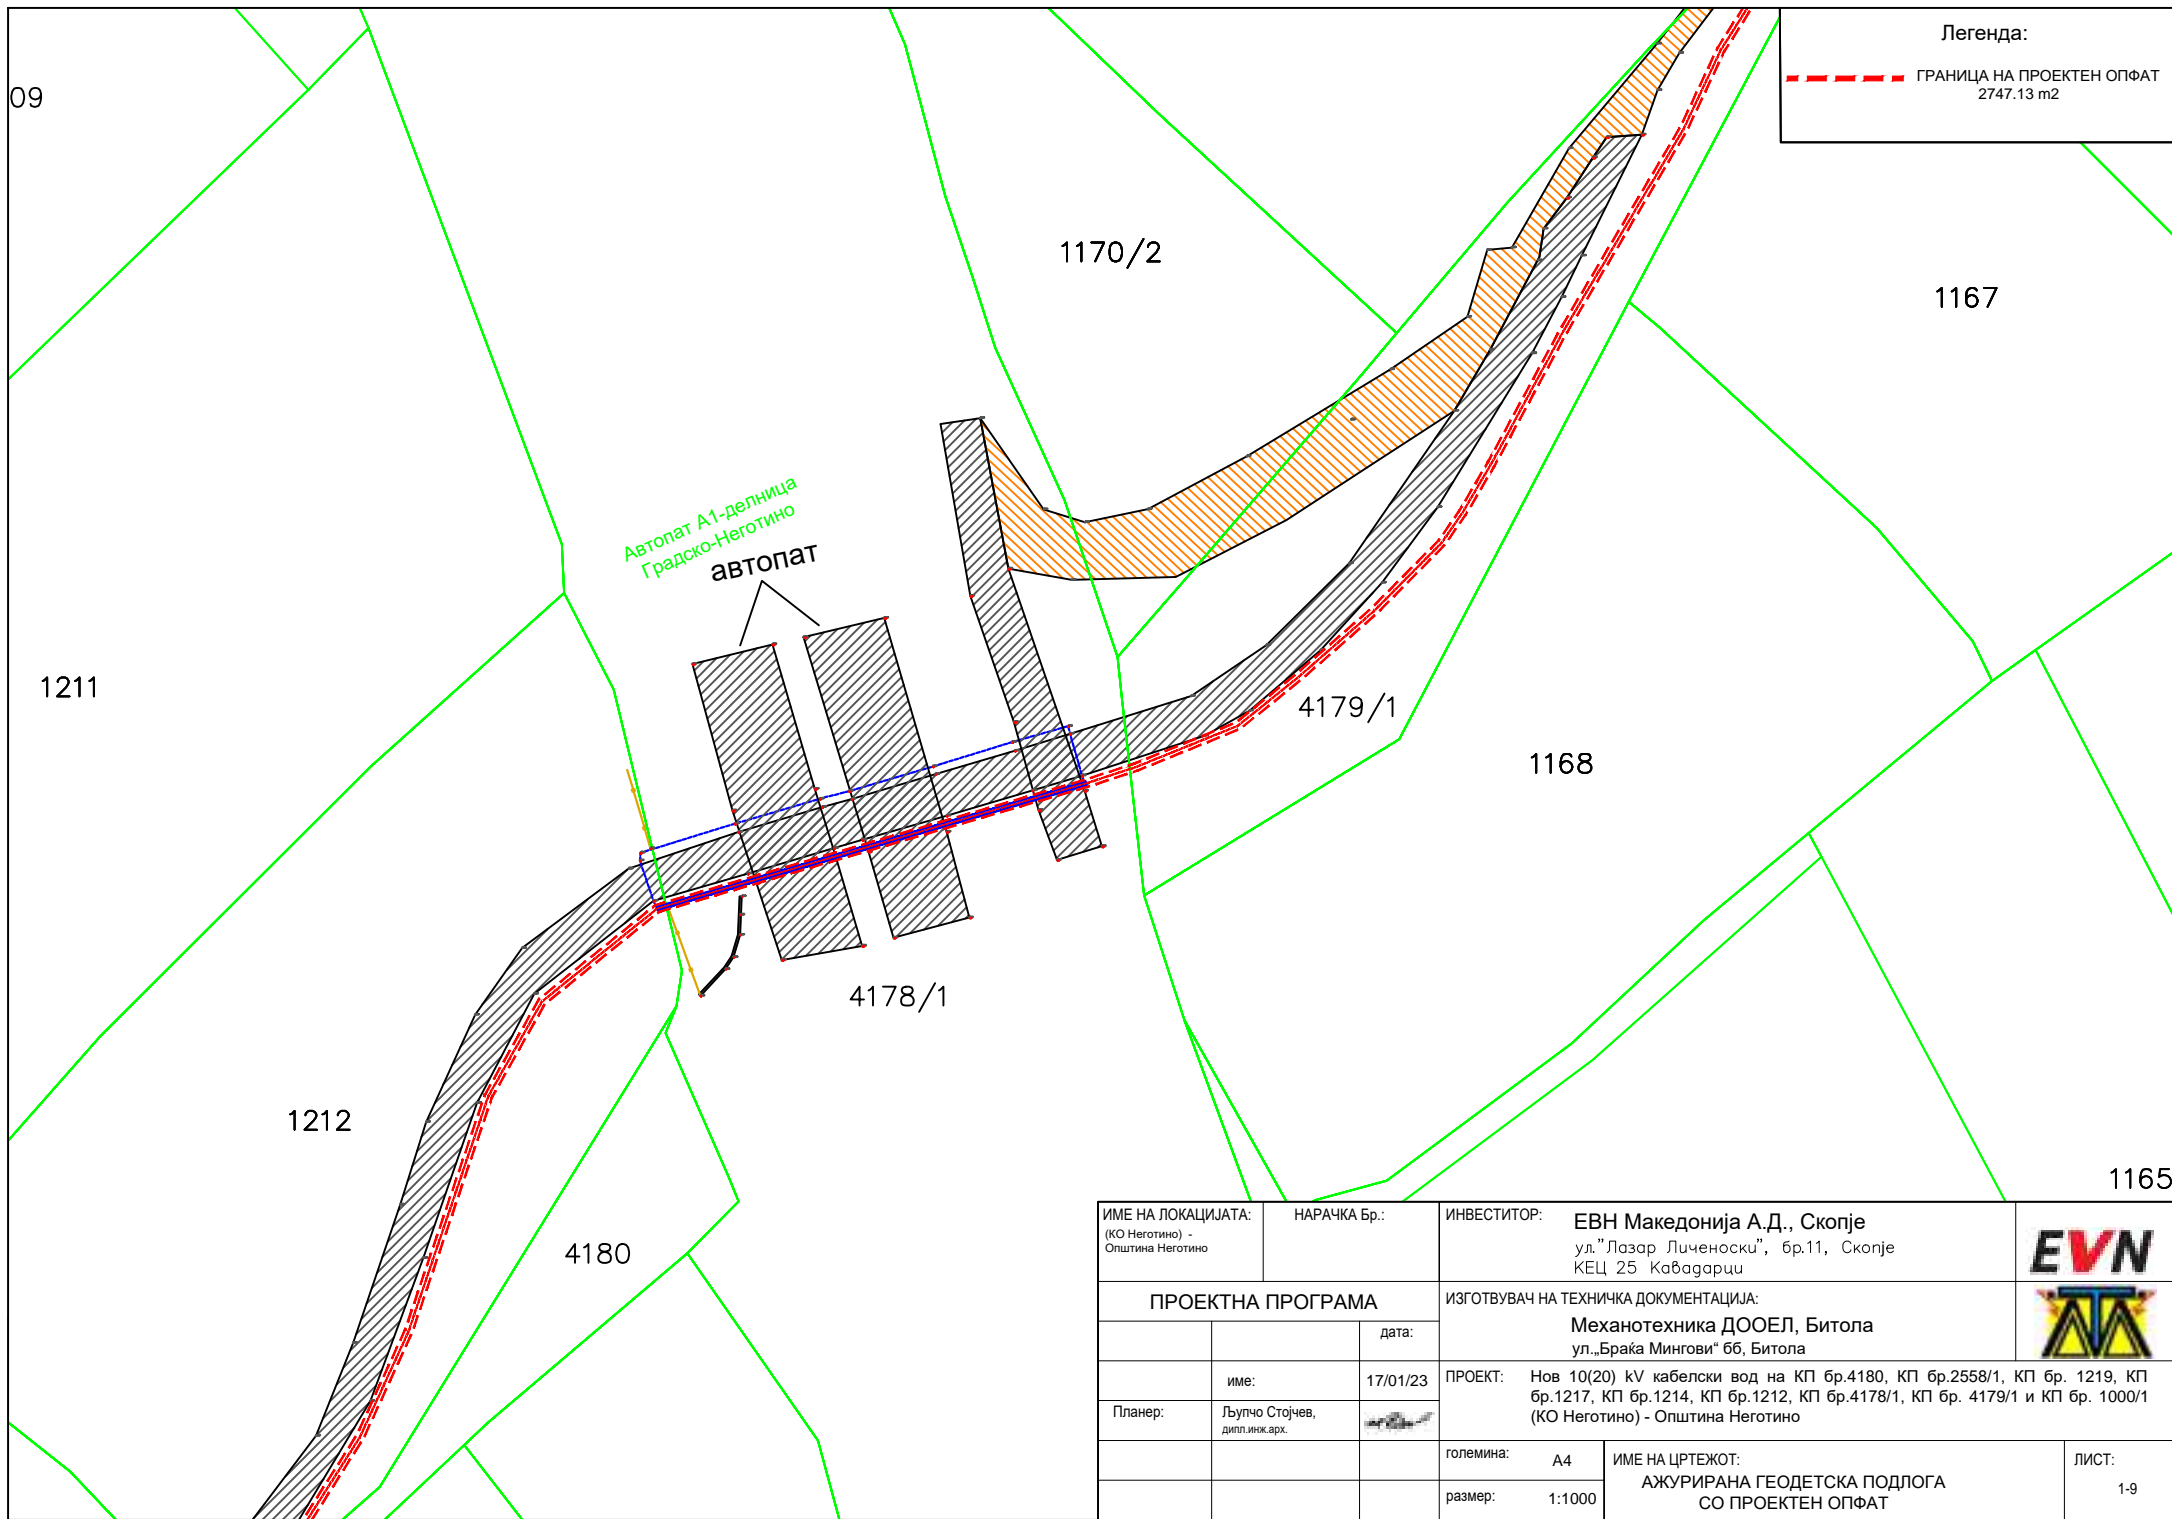 Легенда:
ГРАНИЦА НА ПРОЕКТЕН ОПФАТ
2747.13 m2
09
1170/2
1167
Автопат А1-делница
Градско-Неготино
автопат
1211
4179/1
1168
4178/1
1212
4180
1165
ИМЕ НА ЛОКАЦИЈАТА:
(КО Неготино) -
Општина Неготино
НАРАЧКА Бр.:
ИНВЕСТИТОР:
ЕВН Македонија А.Д., Скопје
ул."Лазар Личеноски", бр.11, Скопје
КЕЦ 25 Кавадарци
EVN
ПРОЕКТНА ПРОГРАМА
ИЗГОТВУВАЧ НА ТЕХНИЧКА ДОКУМЕНТАЦИЈА:
Механотехника ДООЕЛ, Битола
ул.„Браќа Мингови“ бб, Битола
дата:
име:
17/01/23
ПРОЕКТ:
Нов 10(20) kV кабелски вод на КП бр.4180, КП бр.2558/1, КП бр. 1219, КП
бр.1217, КП бр.1214, КП бр.1212, КП бр.4178/1, КП бр. 4179/1 и КП бр. 1000/1
(КО Неготино) - Општина Неготино
Планер:
Љупчо Стојчев,
дипл.инж.арх.
големина:
А4
ИМЕ НА ЦРТЕЖОТ:
АЖУРИРАНА ГЕОДЕТСКА ПОДЛОГА
СО ПРОЕКТЕН ОПФАТ
ЛИСТ:
1-9
размер:
1:1000